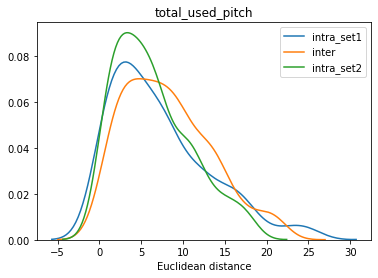 total_used_pitch
intra_set1
inter
intra_set2
0.08
0.06
0.04
0.02
0.00
−5 0 5 10 15 20 25 30
Euclidean distance